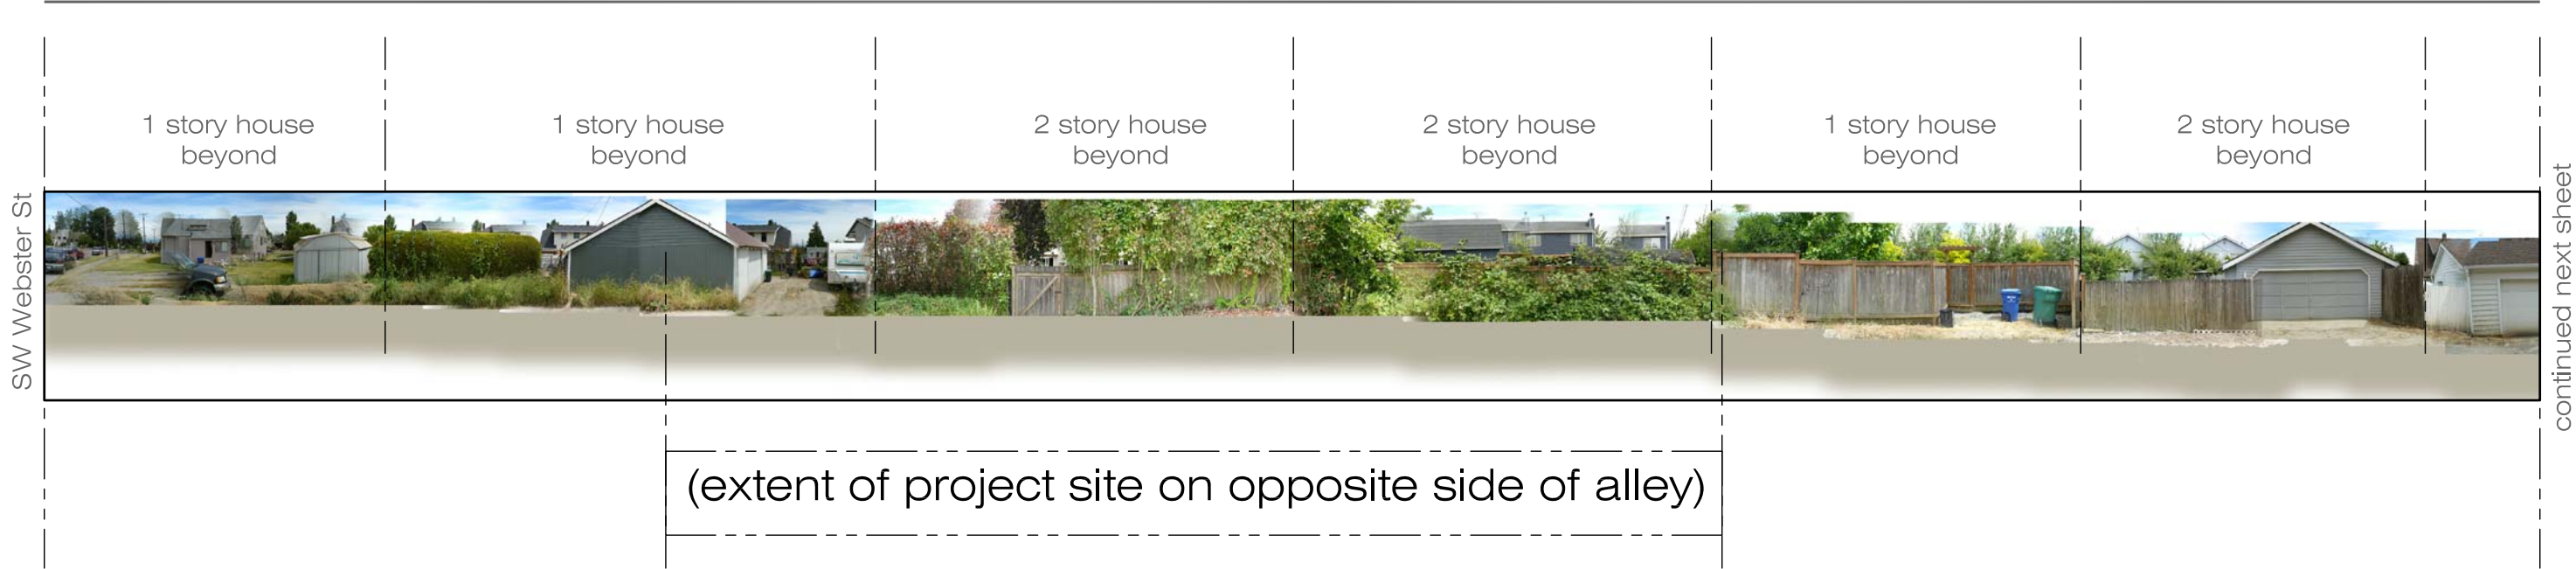 1 story house
beyond
1 story house
beyond
2 story house
beyond
2 story house
beyond
1 story house
beyond
2 story house
beyond
SW Webster St
continued next sheet
(extent of project site on opposite side of alley)